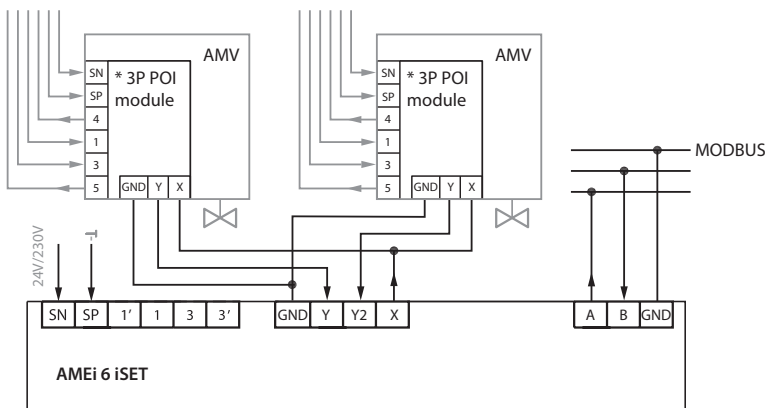 AMV
AMV
SN
* 3P POI
module
SP
4
1
3
5
GND Y X
SN
* 3P POI
module
SP
4
1
3
5
GND Y X
MODBUS
24V/230V
SN SP 1′ 1 3 3′
GND Y Y2 X
A B GND
AMEi 6 iSET